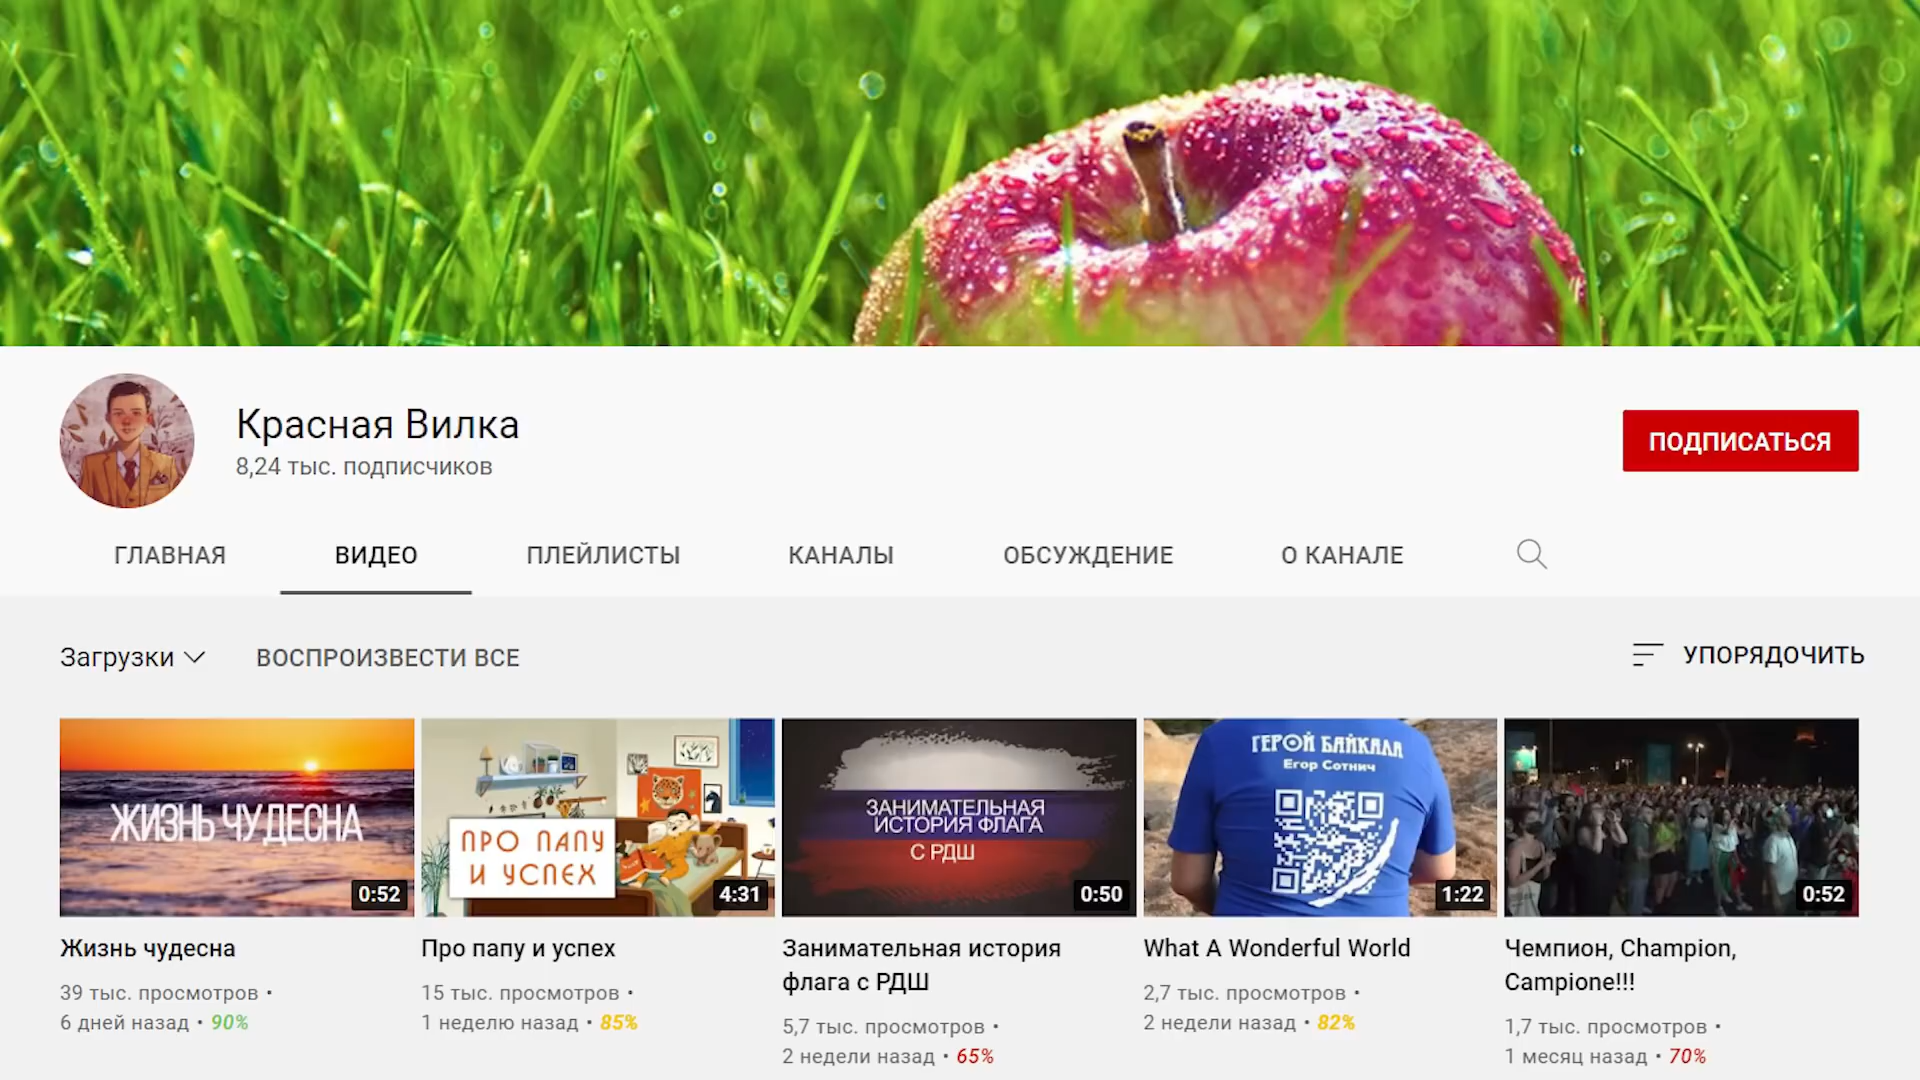 Красная Вилка
8,24 тыс. подписчиков
ПОДПИСАТЬСЯ
ГЛАВНАЯ ВИДЕО ПЛЕЙЛИСТЫ КАНАЛЫ ОБСУЖДЕНИЕ О КАНАЛЕ
Загрузки ВОСПРОИЗВЕСТИ ВСЕ УПОРЯДОЧИТЬ
ЖИЗНЬ ЧУДЕСНА
0:52
Жизнь чудесна
39 тыс. просмотров •
6 дней назад • 90%
ПРО ПАПУ
И УСПЕХ
4:31
Про папу и успех
15 тыс. просмотров •
1 неделю назад • 85%
ЗАНИМАТЕЛЬНАЯ
ИСТОРИЯ ФЛАГА
С РДШ
0:50
Занимательная история
флага с РДШ
5,7 тыс. просмотров •
2 недели назад • 65%
ГЕРОЙ БАЙКАЛА
Егор Сотнич
1:22
What A Wonderful World
2,7 тыс. просмотров •
2 недели назад • 82%
0:52
Чемпион, Champion,
Campione!!!
1,7 тыс. просмотров •
1 месяц назад • 70%